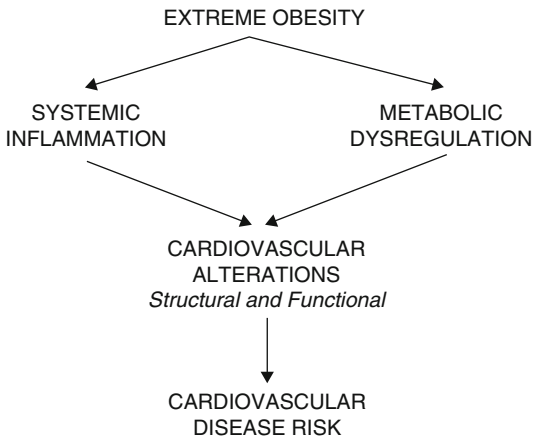 EXTREME OBESITY
SYSTEMIC
INFLAMMATION
METABOLIC
DYSREGULATION
CARDIOVASCULAR
ALTERATIONS
Structural and Functional
CARDIOVASCULAR
DISEASE RISK